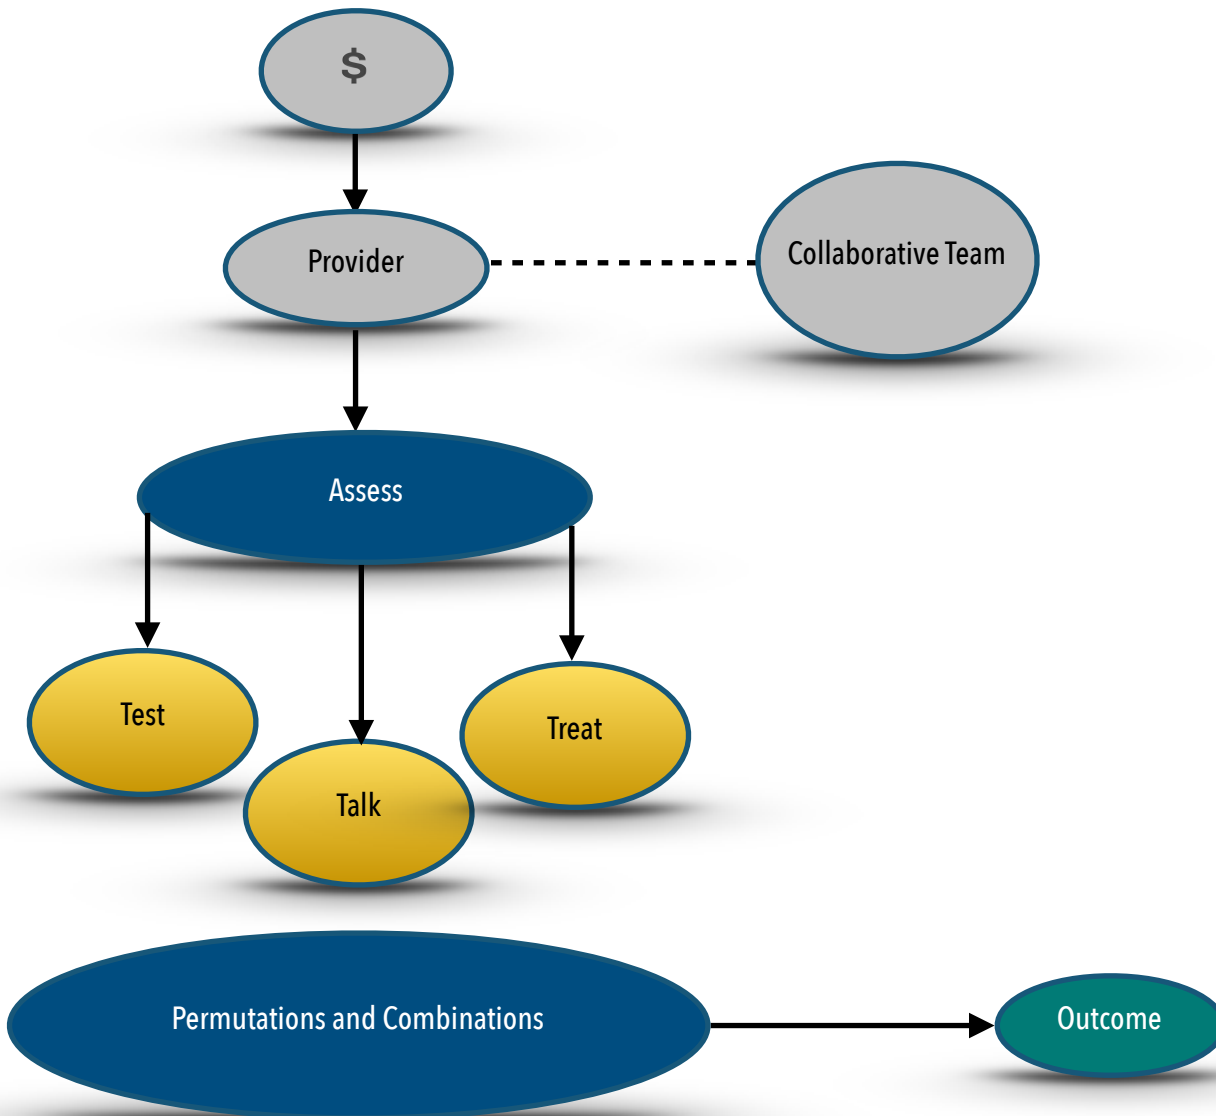 $
Provider
Collaborative Team
Assess
Test
Treat
Talk
Permutations and Combinations
Outcome